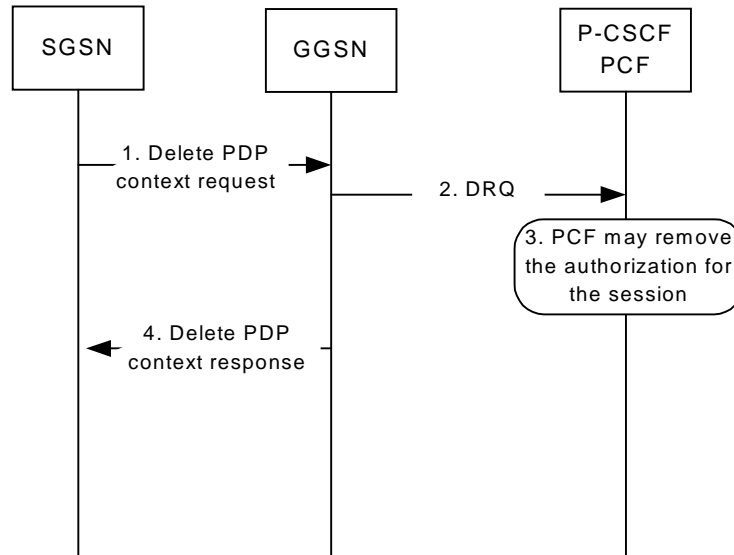 SGSN
GGSN
P-CSCF
PCF
1. Delete PDP
context request
2. DRQ
3. PCF may remove
the authorization for
the session
4. Delete PDP
context response